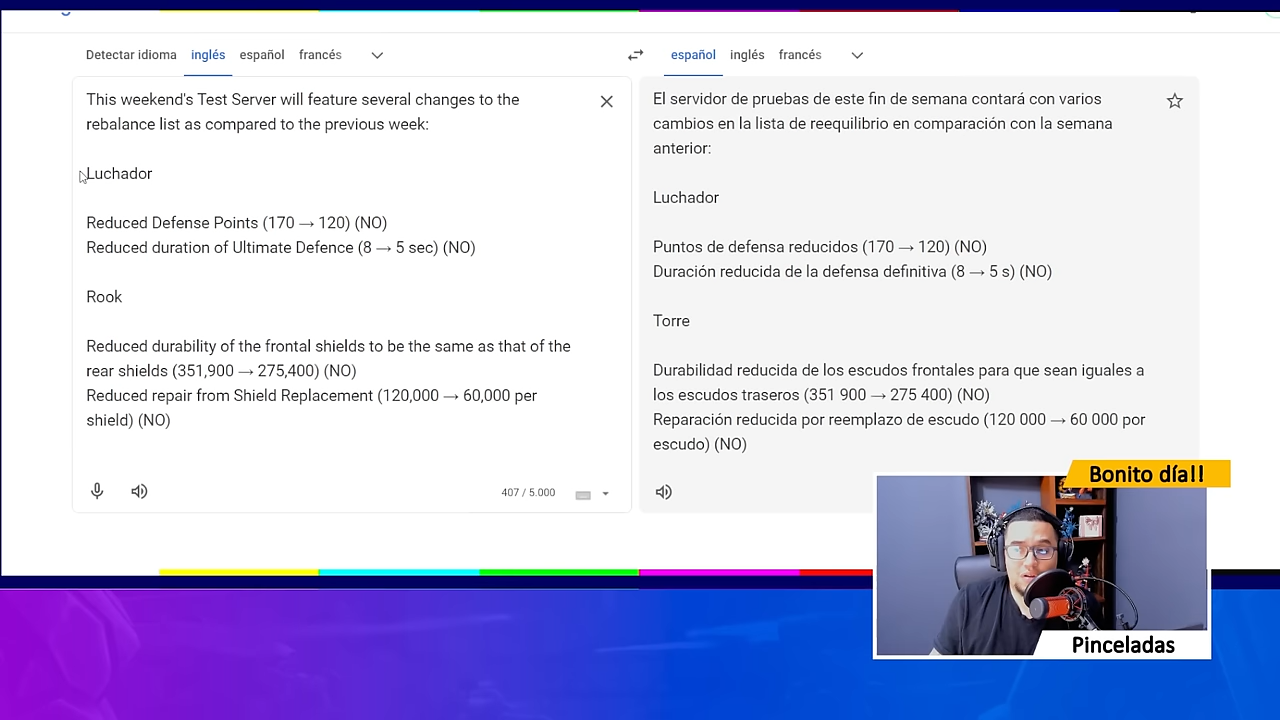 Detectar idioma inglés español francés
español inglés francés
This weekend's Test Server will feature several changes to the
rebalance list as compared to the previous week:
Luchador
Reduced Defense Points (170 → 120) (NO)
Reduced duration of Ultimate Defence (8 → 5 sec) (NO)
Rook
Reduced durability of the frontal shields to be the same as that of the
rear shields (351,900 → 275,400) (NO)
Reduced repair from Shield Replacement (120,000 → 60,000 per
shield) (NO)
407 / 5.000
El servidor de pruebas de este fin de semana contará con varios
cambios en la lista de reequilibrio en comparación con la semana
anterior:
Luchador
Puntos de defensa reducidos (170 → 120) (NO)
Duración reducida de la defensa definitiva (8 → 5 s) (NO)
Torre
Durabilidad reducida de los escudos frontales para que sean iguales a
los escudos traseros (351 900 → 275 400) (NO)
Reparación reducida por reemplazo de escudo (120 000 → 60 000 por
escudo) (NO)
Bonito día!!
Pinceladas